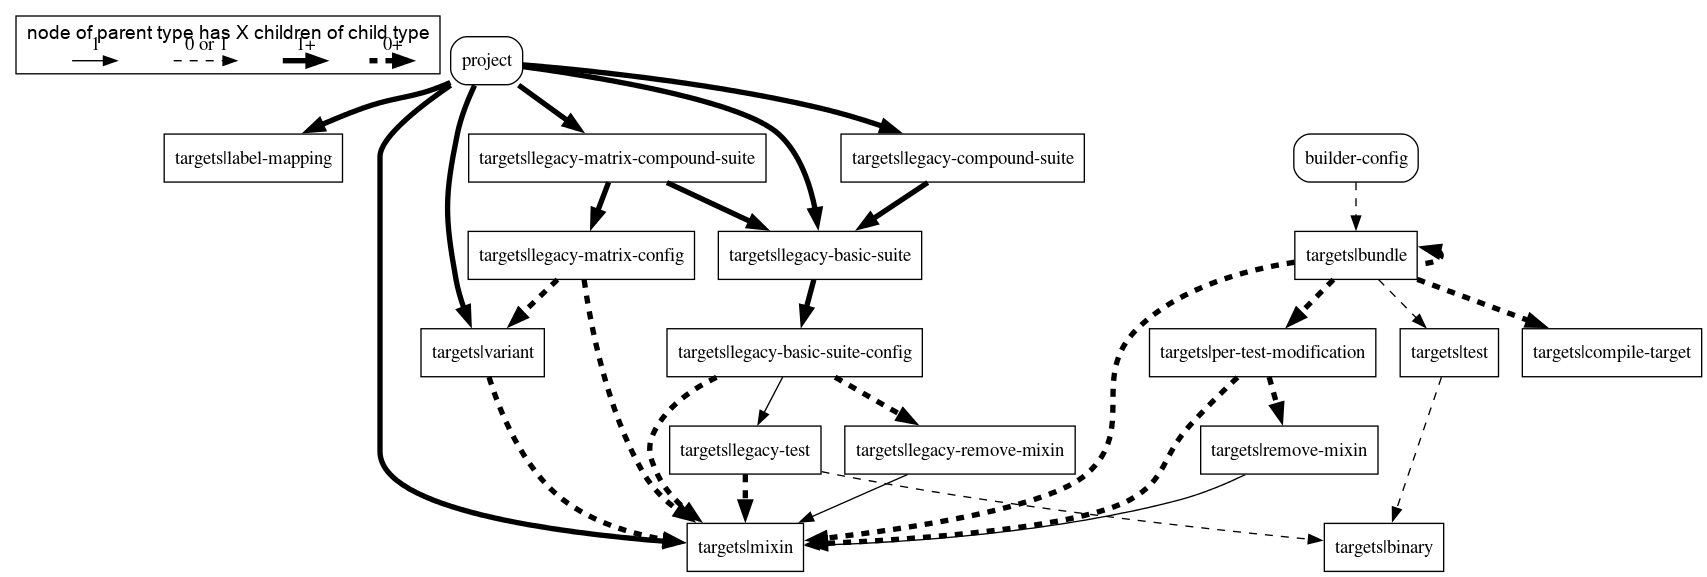 node of parent type has X children of child type
1 0 or 1 1+ 0+
project
targets|label-mapping
targets|legacy-matrix-compound-suite
targets|legacy-compound-suite
builder-config
targets|legacy-matrix-config
targets|legacy-basic-suite
targets|bundle
targets|variant
targets|legacy-basic-suite-config
targets|per-test-modification
targets|test
targets|compile-target
targets|legacy-test
targets|legacy-remove-mixin
targets|remove-mixin
targets|mixin
targets|binary